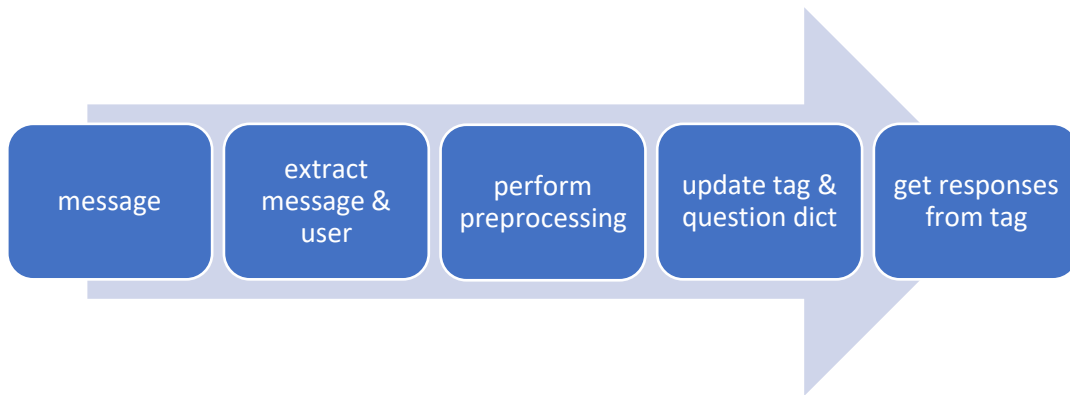 message
extract
message &
user
perform
preprocessing
update tag &
question dict
get responses
from tag